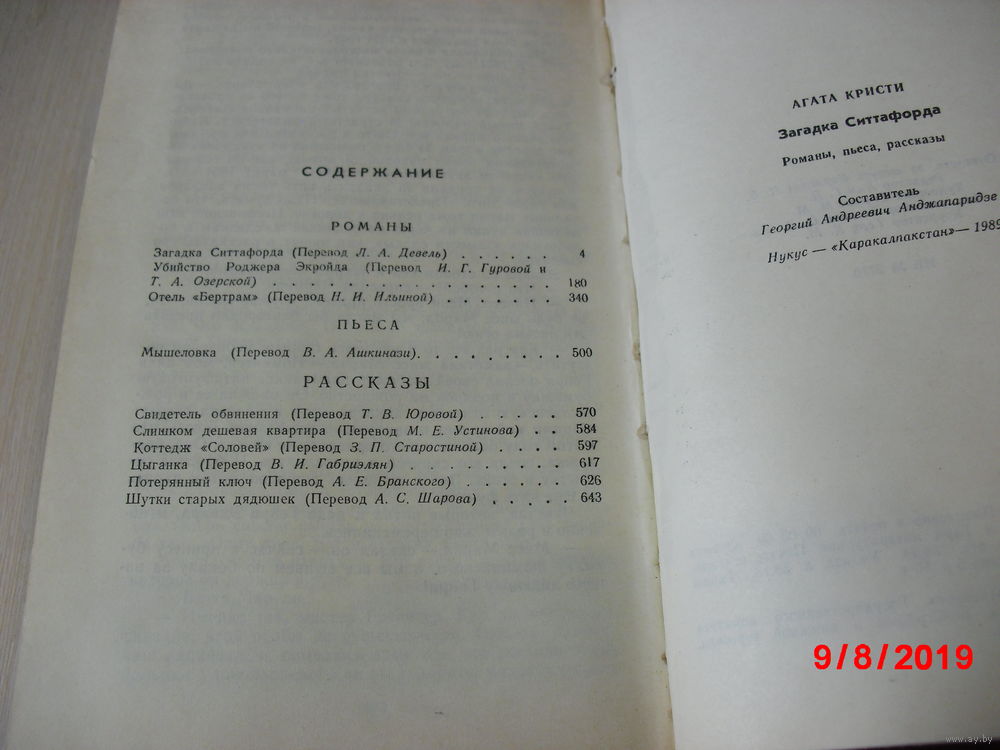 СОДЕРЖАНИЕ
РОМАНЫ
Загадка Ситтафорда (Перевод Л. А. Девель) . . . . . . 4
Убийство Роджера Экройда (Перевод И. Г. Гуровой и
Т. А. Озерской) . . . . . . . . . . . . . . . . . . 180
Отель «Бертрам» (Перевод Н. И. Ильиной) . . . . . . . 340
ПЬЕСА
Мышеловка (Перевод В. А. Ашкинази). . . . . . . . . 500
РАССКАЗЫ
Свидетель обвинения (Перевод Т. В. Юровой) . . . . . 570
Слишком дешевая квартира (Перевод М. Е. Устинова) . . 584
Коттедж «Соловей» (Перевод З. П. Старостиной) . . . . 597
Цыганка (Перевод В. И. Габриэлян) . . . . . . . . . 617
Потерянный ключ (Перевод А. Е. Бранского) . . . . . . 626
Шутки старых дядюшек (Перевод А. С. Шарова) . . . . . 643
АГАТА КРИСТИ
Загадка Ситтафорда
Романы, пьеса, рассказы
Составитель
Георгий Андреевич Анджапаридзе
Нукус — «Каракалпакстан» — 1989
9/8/2019
www.ay.by